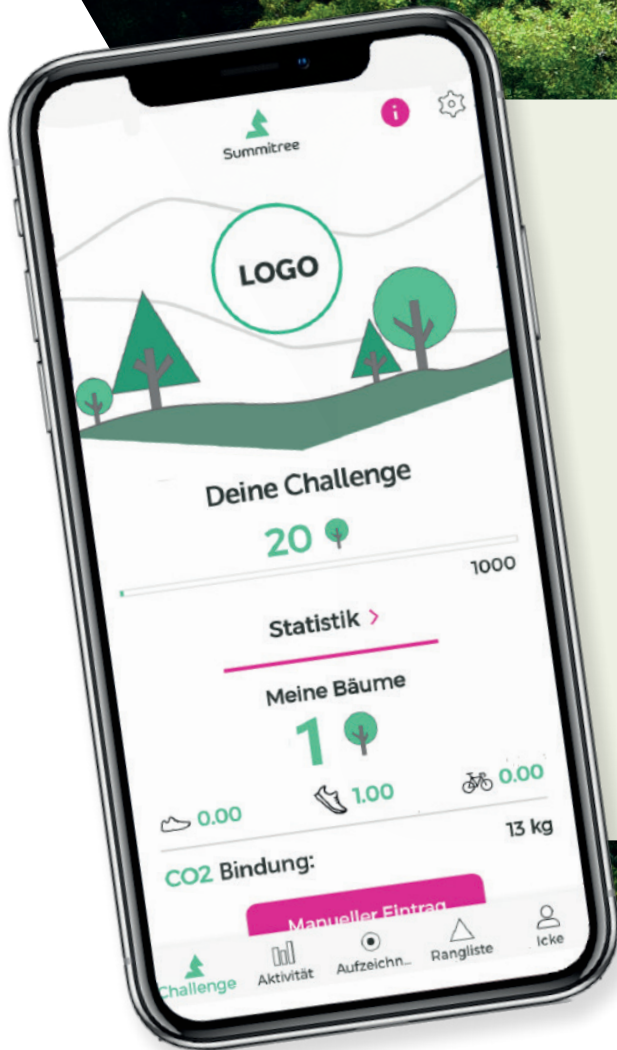 Summitree
i
LOGO
Deine Challenge
20
1000
Statistik >
Meine Bäume
1
0.00
1.00
0.00
CO2 Bindung:
13 kg
Manueller Eintrag
Challenge
Aktivität
Aufzeichn...
Rangliste
Icke